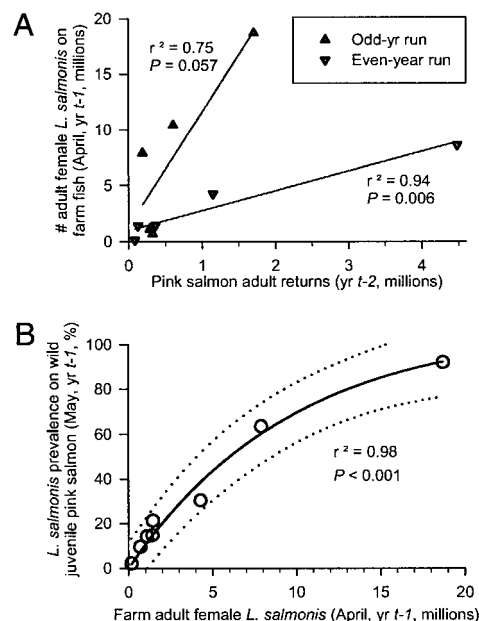 A
# adult female L. salmonis on
farm fish (April, yr t-1, millions)
20
15
10
5
0
r² = 0.75
P = 0.057
Odd-yr run
Even-year run
r² = 0.94
P = 0.006
0
1
2
3
4
Pink salmon adult returns (yr t-2, millions)
B
L. salmonis prevalence on wild
juvenile pink salmon (May, yr t-1, %)
100
80
60
40
20
0
r² = 0.98
P < 0.001
0
5
10
15
20
Farm adult female L. salmonis (April, yr t-1, millions)